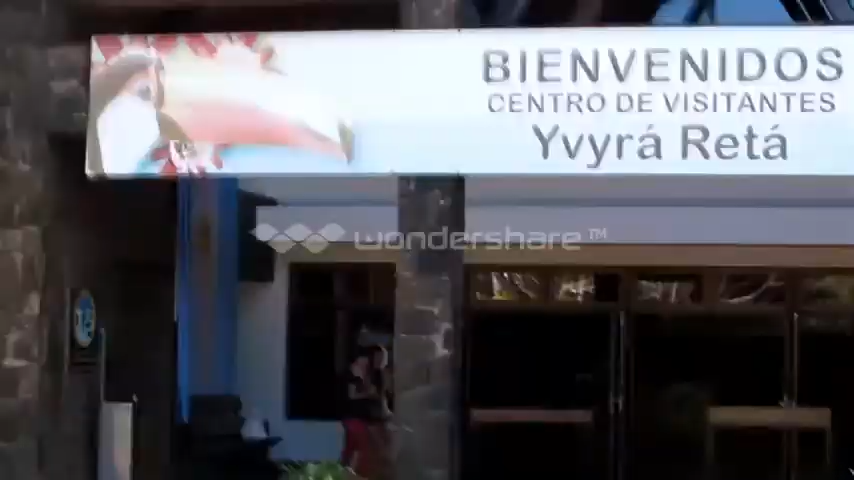 BIENVENIDOS
CENTRO DE VISITANTES
Yvyrá Retá
wondershare™